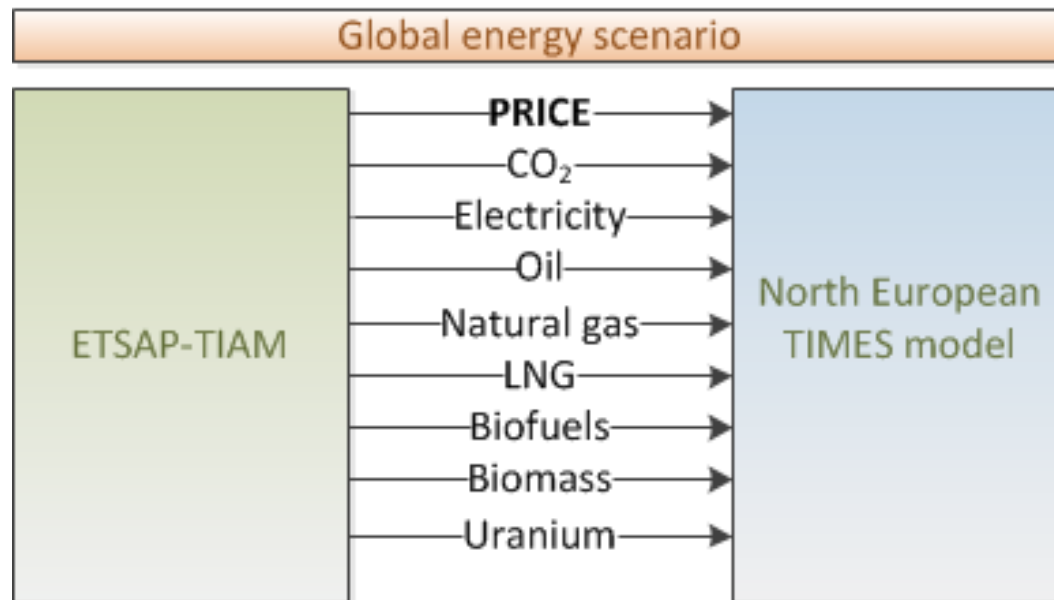 Global energy scenario
ETSAP-TIAM
PRICE
CO₂
Electricity
Oil
Natural gas
LNG
Biofuels
Biomass
Uranium
North European
TIMES model